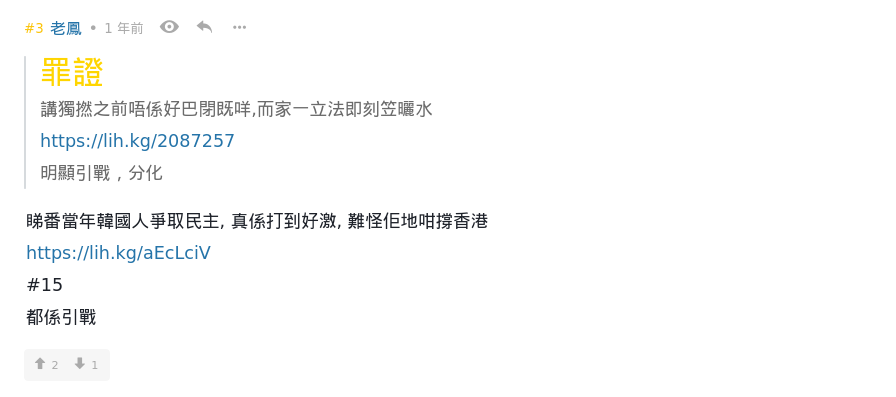 #3 老鳳 • 1 年前
罪證
講獨撚之前唔係好巴閉既咩,而家一立法即刻笠曬水
https://lih.kg/2087257
明顯引戰，分化
睇番當年韓國人爭取民主, 真係打到好激, 難怪佢地咁撐香港
https://lih.kg/aEcLciV
#15
都係引戰
2 1